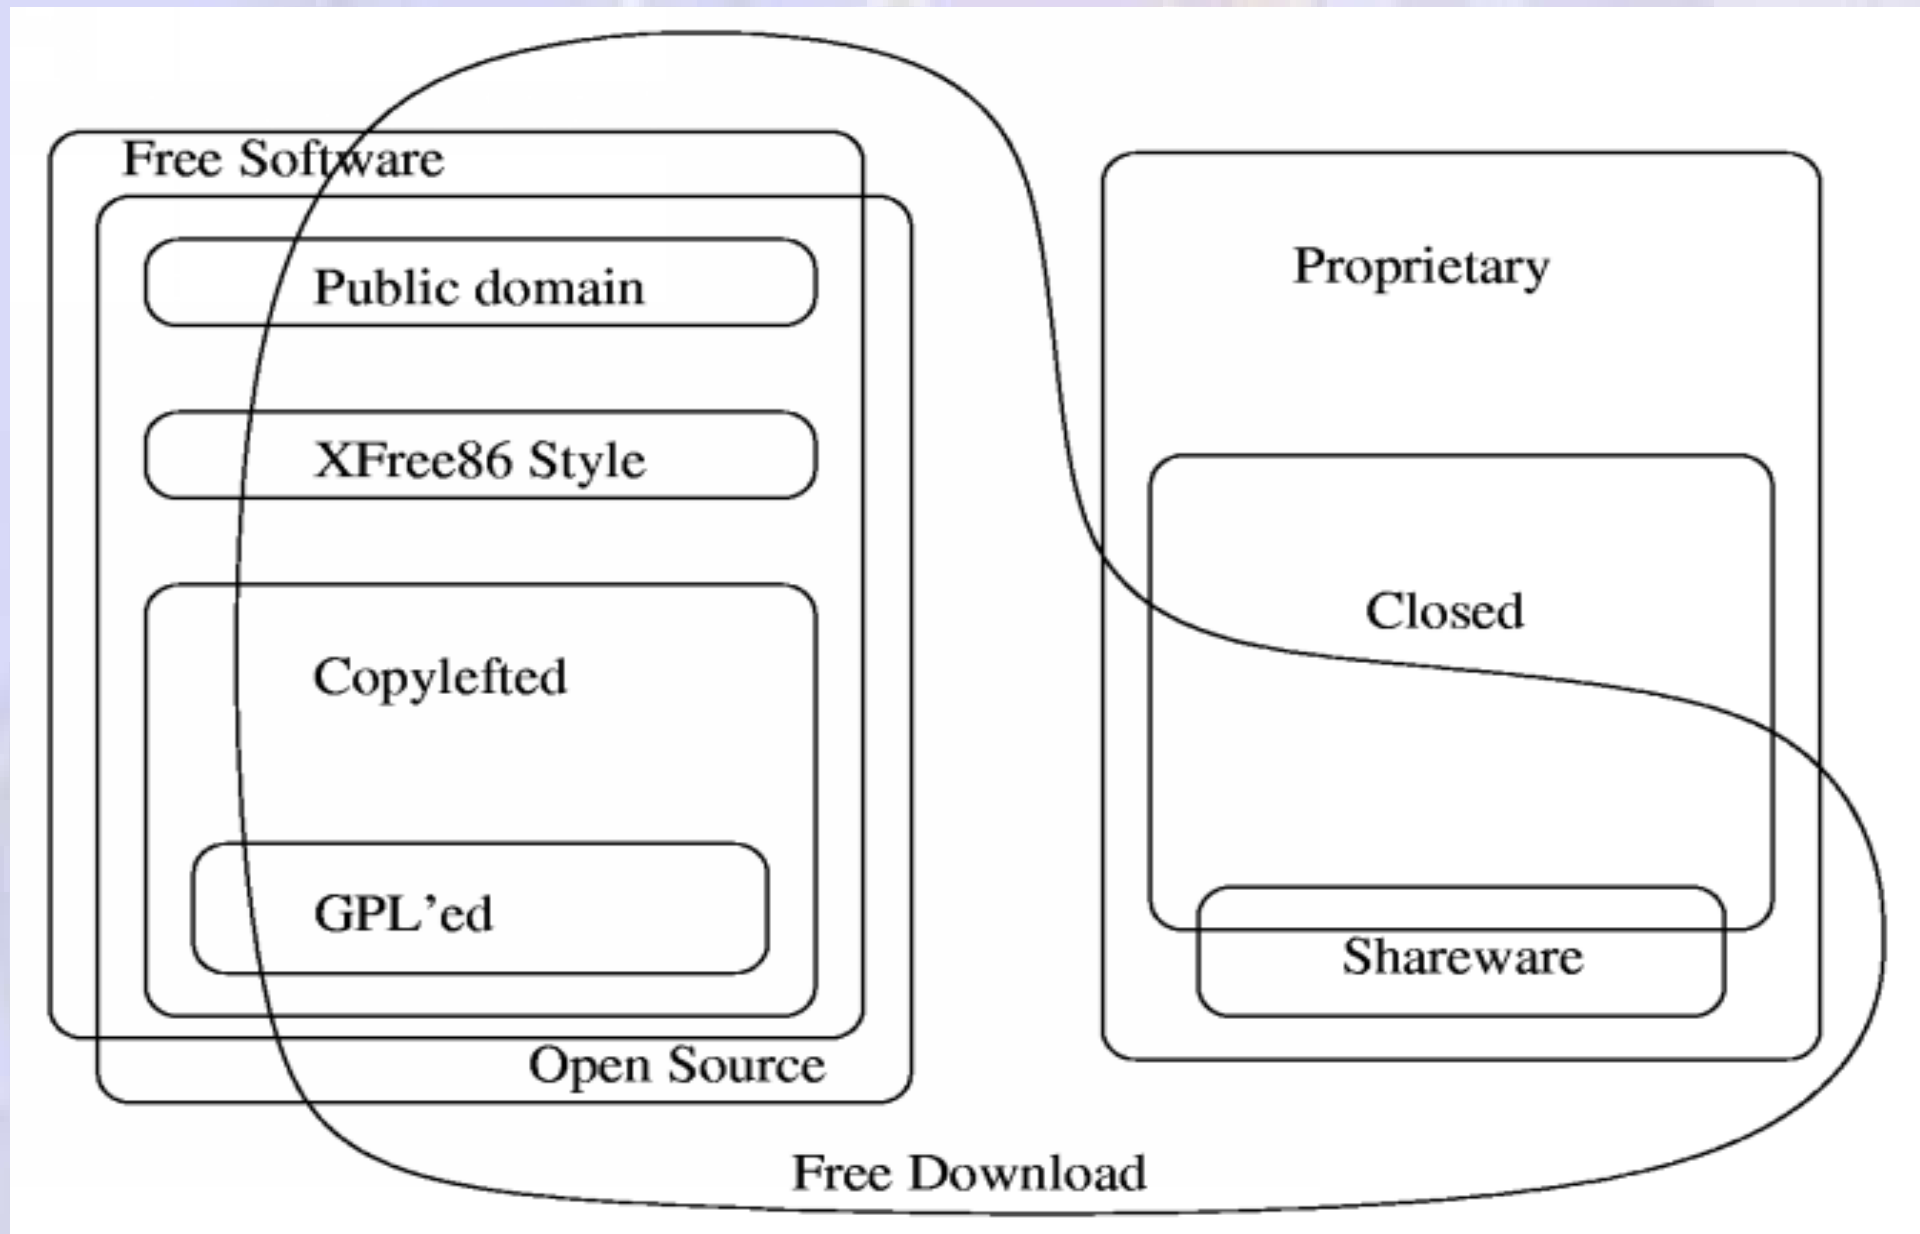 Free Software
Public domain
XFree86 Style
Copylefted
GPL’ed
Open Source
Proprietary
Closed
Shareware
Free Download